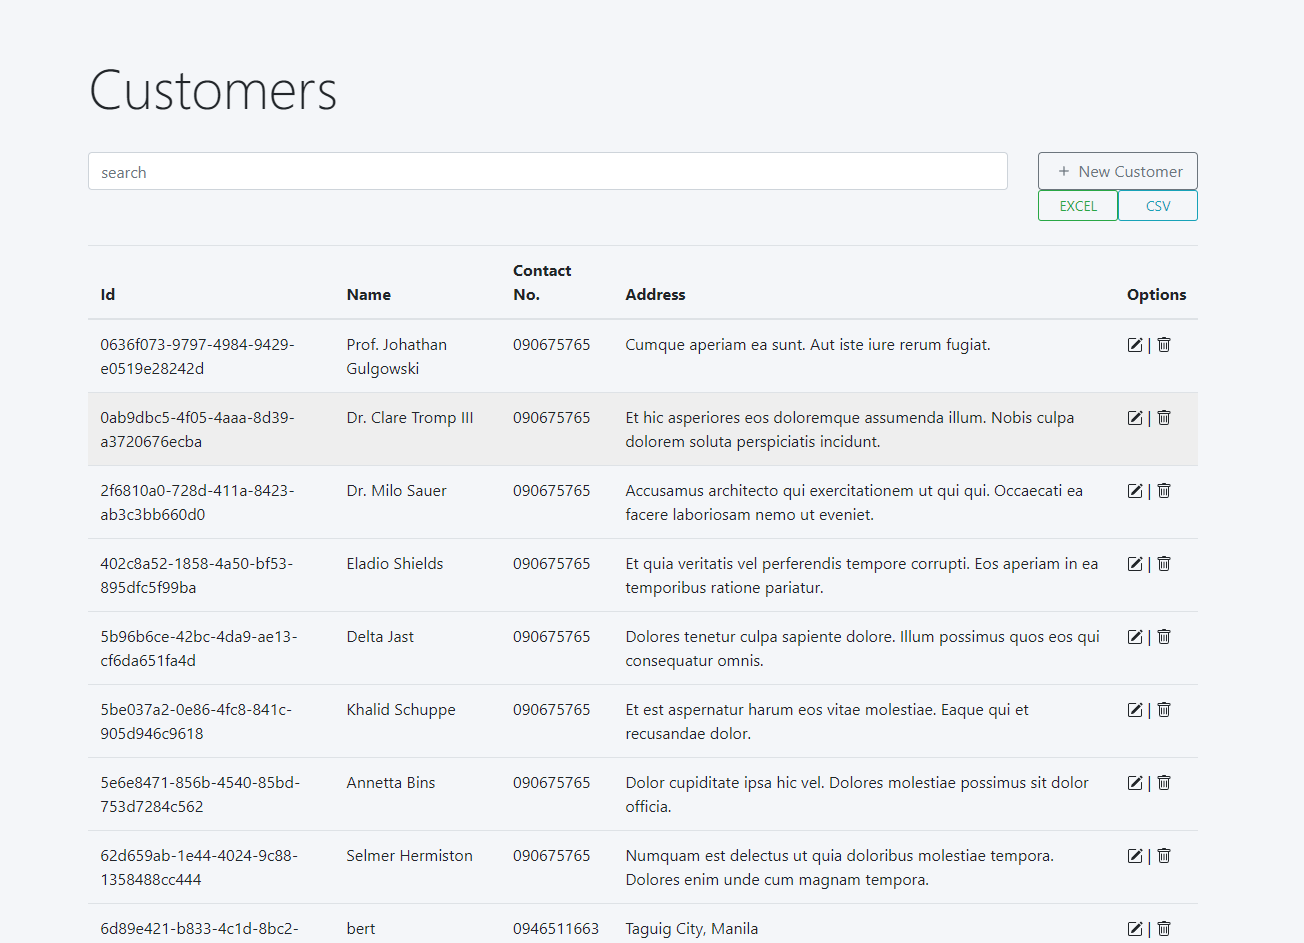 Customers
search
+ New Customer
EXCEL CSV
Id Name Contact No. Address Options
0636f073-9797-4984-9429- Prof. Johathan 090675765 Cumque aperiam ea sunt. Aut iste iure rerum fugiat. |
e0519e28242d Gulgowski
0ab9dbc5-4f05-4aaa-8d39- Dr. Clare Tromp III 090675765 Et hic asperiores eos doloremque assumenda illum. Nobis culpa |
a3720676ecba dolorem soluta perspiciatis incidunt.
2f6810a0-728d-411a-8423- Dr. Milo Sauer 090675765 Accusamus architecto qui exercitationem ut qui qui. Occaecati ea |
ab3c3bb660d0 facere laboriosam nemo ut eveniet.
402c8a52-1858-4a50-bf53- Eladio Shields 090675765 Et quia veritatis vel perferendis tempore corrupti. Eos aperiam in ea |
895dfc5f99ba temporibus ratione pariatur.
5b96b6ce-42bc-4da9-ae13- Delta Jast 090675765 Dolores tenetur culpa sapiente dolore. Illum possimus quos eos qui |
cf6da651fa4d consequatur omnis.
5be037a2-0e86-4fc8-841c- Khalid Schuppe 090675765 Et est aspernatur harum eos vitae molestiae. Eaque qui et |
905d946c9618 recusandae dolor.
5e6e8471-856b-4540-85bd- Annetta Bins 090675765 Dolor cupiditate ipsa hic vel. Dolores molestiae possimus sit dolor |
753d7284c562 officia.
62d659ab-1e44-4024-9c88- Selmer Hermiston 090675765 Numquam est delectus ut quia doloribus molestiae tempora. |
1358488cc444 Dolores enim unde cum magnam tempora.
6d89e421-b833-4c1d-8bc2- bert 0946511663 Taguig City, Manila |